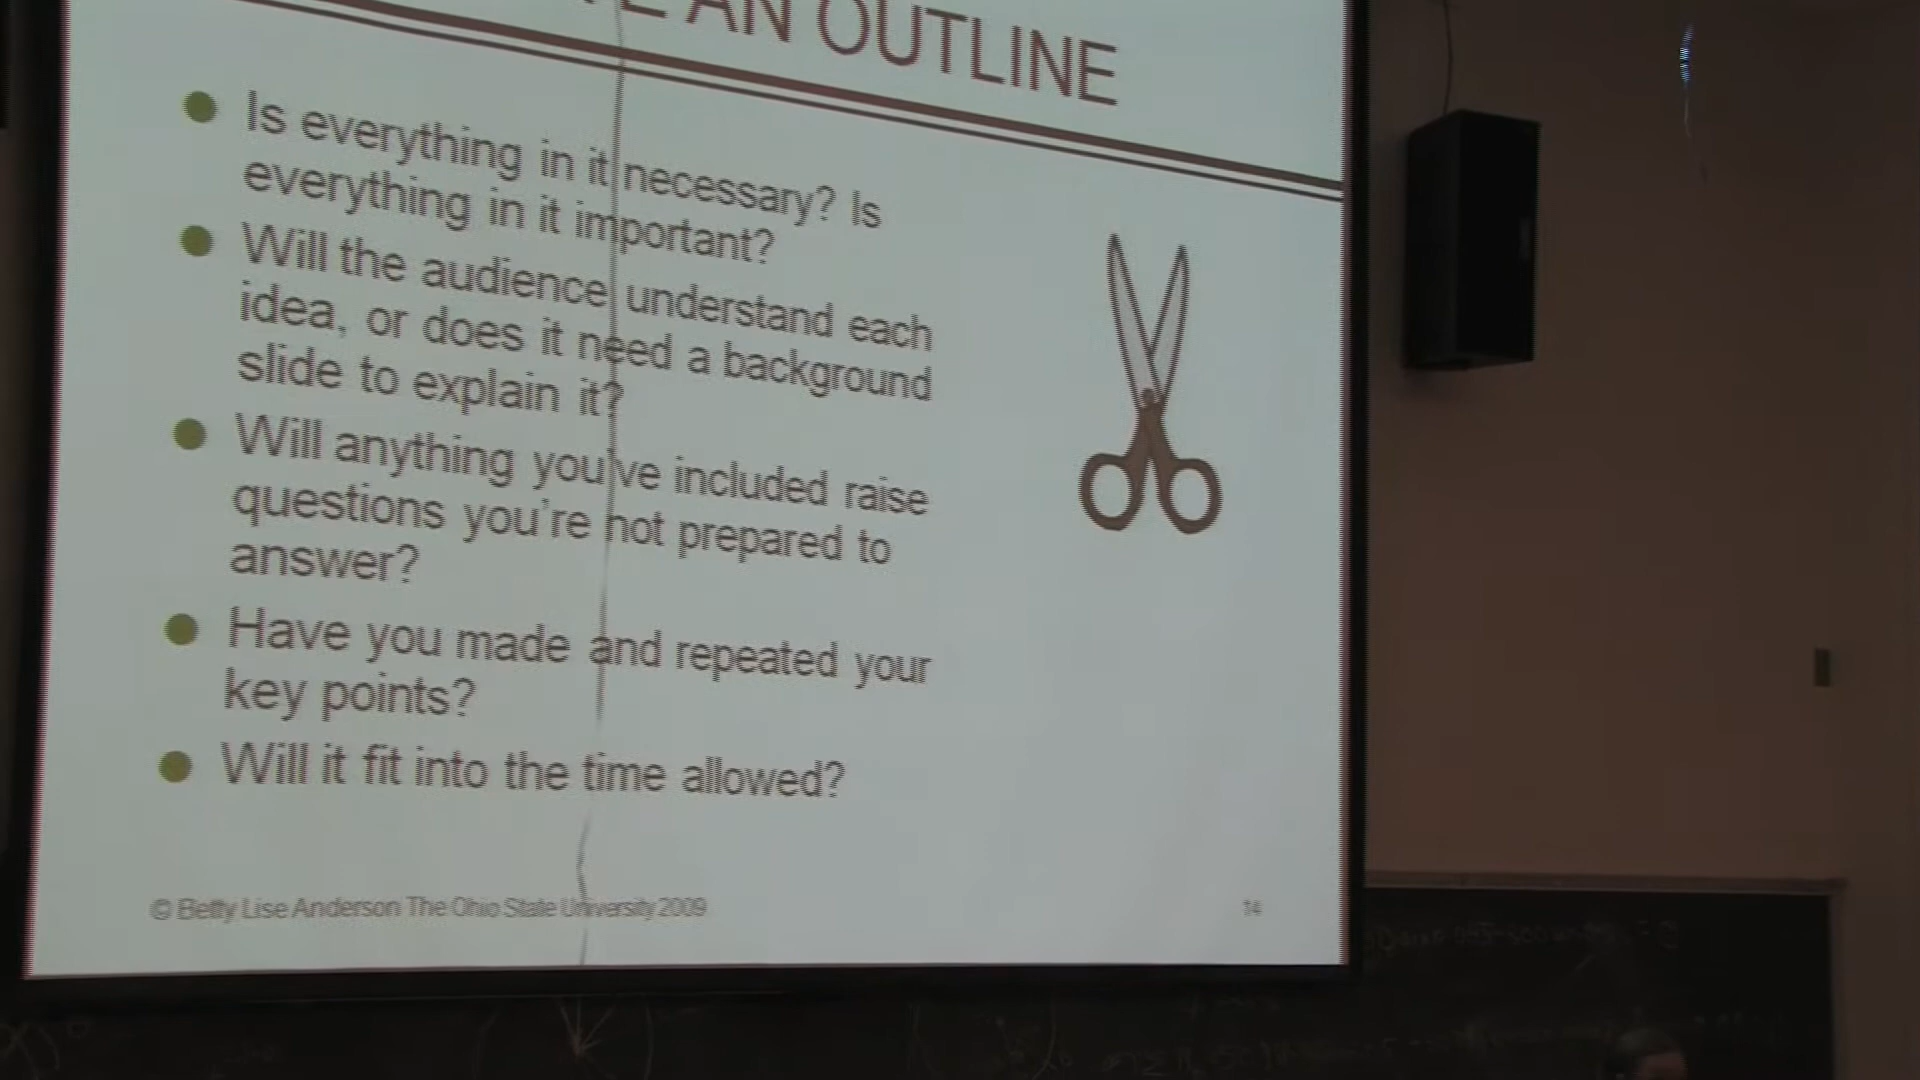 AN OUTLINE
Is everything in it necessary? Is
everything in it important?
Will the audience understand each
idea, or does it need a background
slide to explain it?
Will anything you've included raise
questions you're not prepared to
answer?
Have you made and repeated your
key points?
Will it fit into the time allowed?
© Betty Lise Anderson The Ohio State University 2009
14